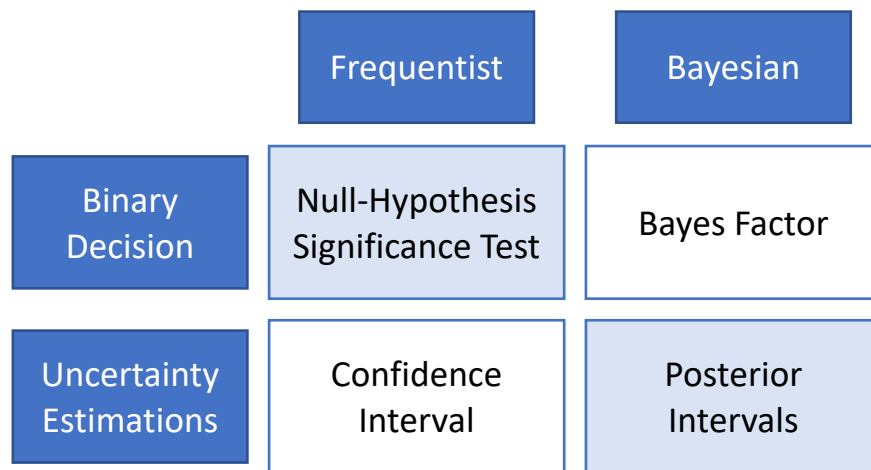 Frequentist
Bayesian
Binary
Decision
Null-Hypothesis
Significance Test
Bayes Factor
Uncertainty
Estimations
Confidence
Interval
Posterior
Intervals